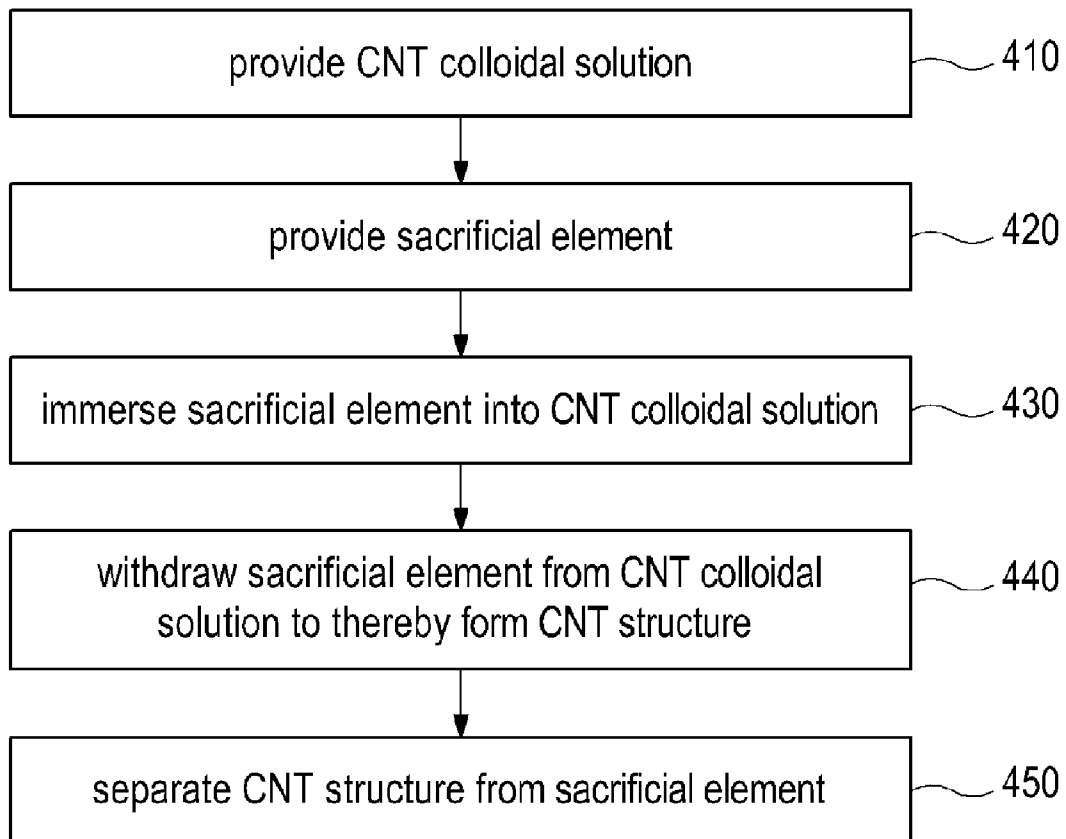 provide CNT colloidal solution
410
provide sacrificial element
420
immerse sacrificial element into CNT colloidal solution
430
withdraw sacrificial element from CNT colloidal
solution to thereby form CNT structure
440
separate CNT structure from sacrificial element
450